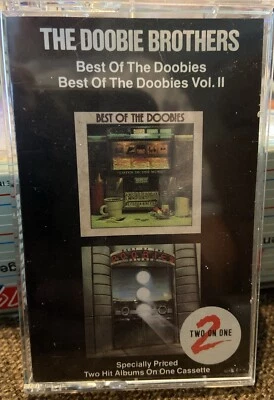 THE DOOBIE BROTHERS
Best Of The Doobies
Best Of The Doobies Vol. II
BEST OF THE DOOBIES
2
TWO ON ONE
Specially Priced
Two Hit Albums On One Cassette